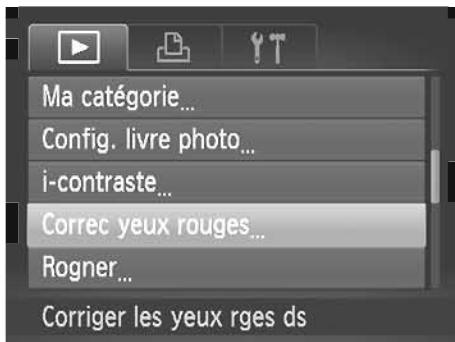 Ma catégorie...
Config. livre photo...
i-contraste...
Correc yeux rouges...
Rogner...
Corriger les yeux rges ds